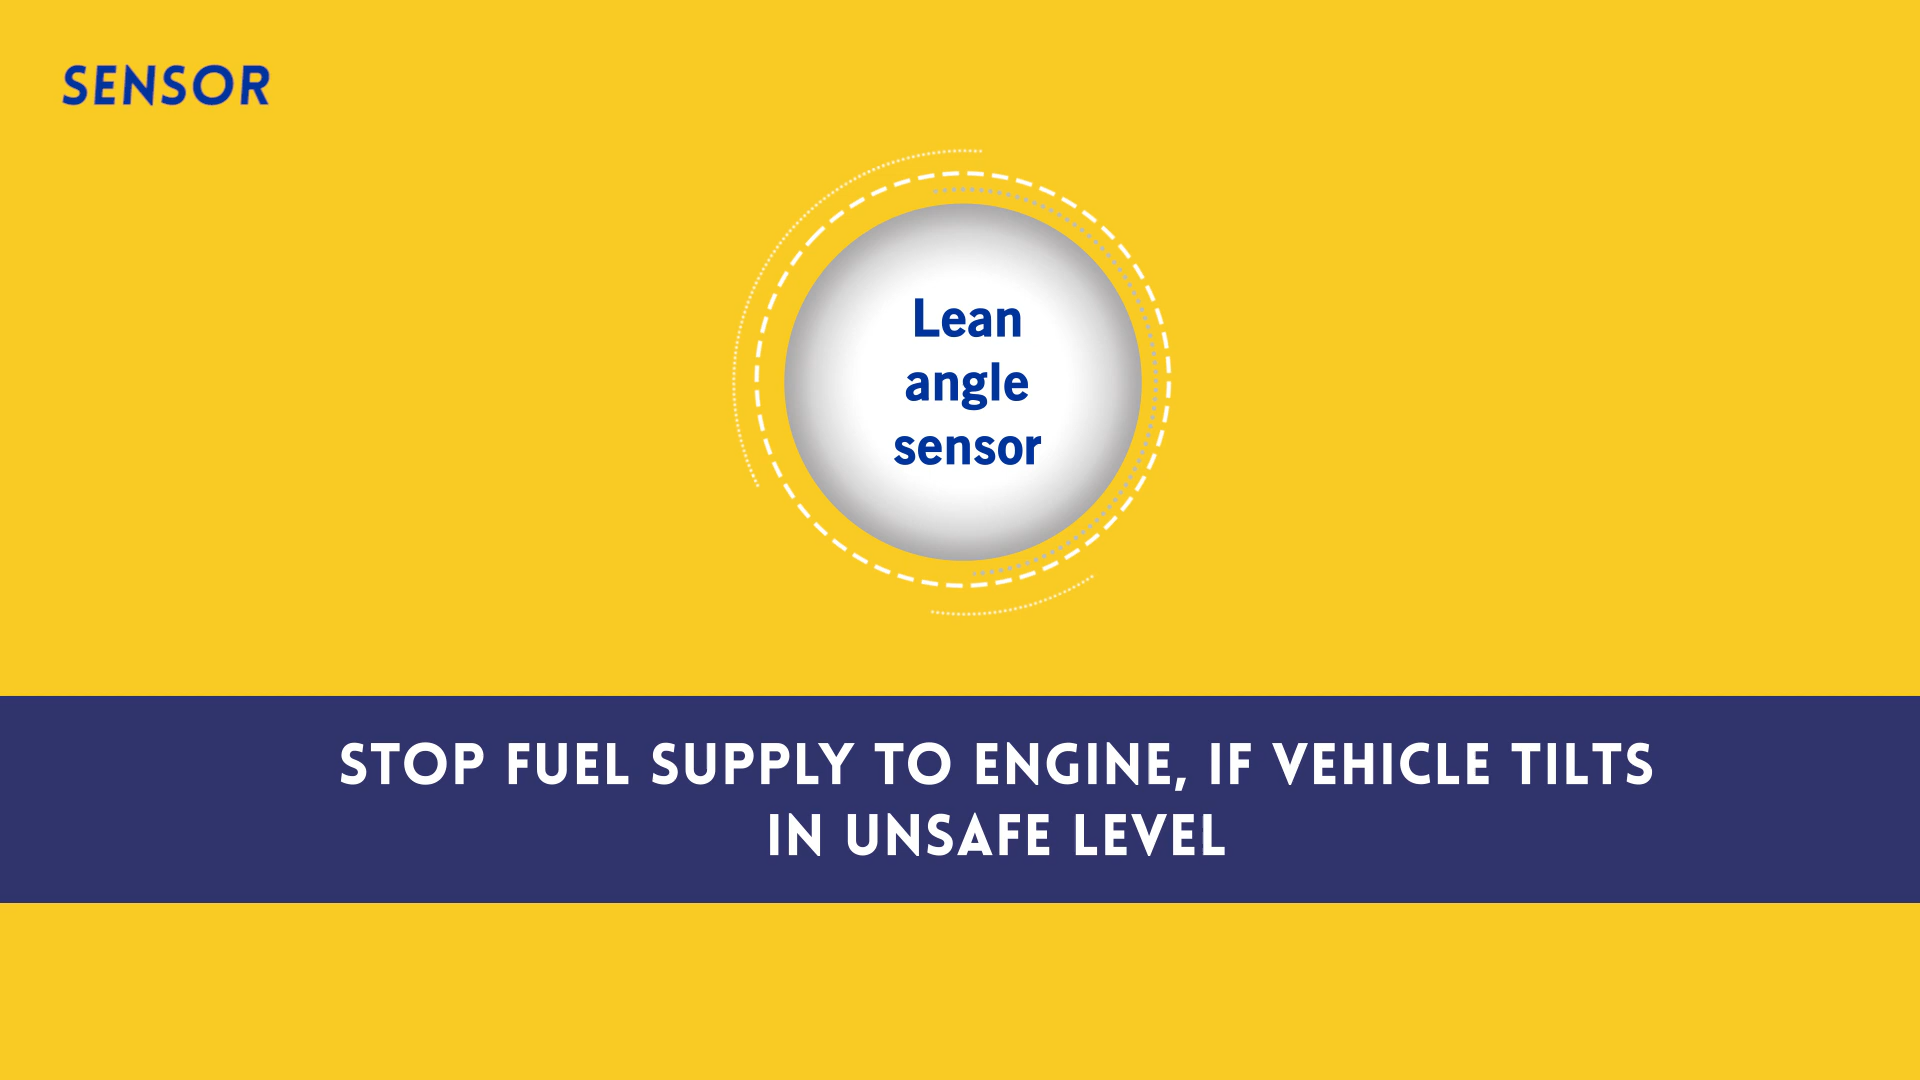 SENSOR
Lean
angle
sensor
STOP FUEL SUPPLY TO ENGINE, IF VEHICLE TILTS
IN UNSAFE LEVEL